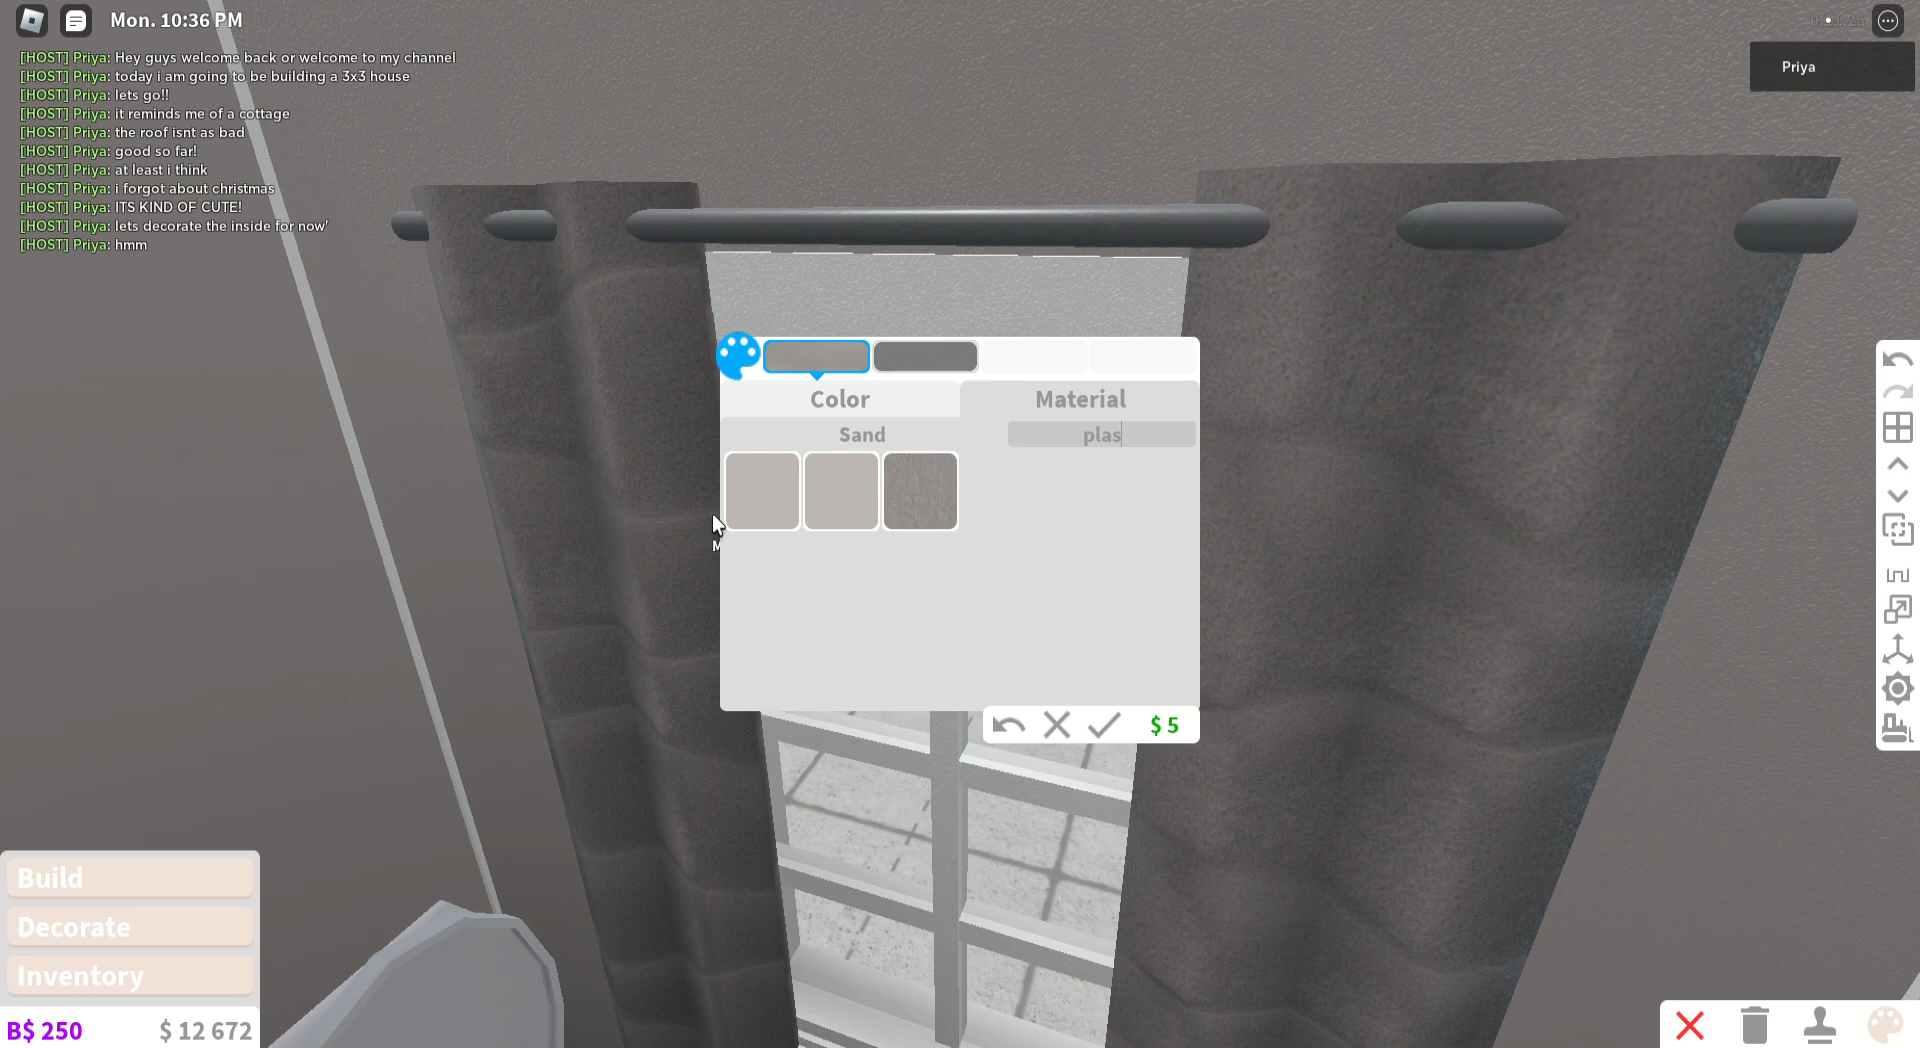 Mon. 10:36 PM
[HOST] Priya: Hey guys welcome back or welcome to my channel
[HOST] Priya: today i am going to be building a 3x3 house
[HOST] Priya: lets go!!
[HOST] Priya: it reminds me of a cottage
[HOST] Priya: the roof isnt as bad
[HOST] Priya: good so far!
[HOST] Priya: at least i think
[HOST] Priya: i forgot about christmas
[HOST] Priya: ITS KIND OF CUTE!
[HOST] Priya: lets decorate the inside for now'
[HOST] Priya: hmm
Priya
Color
Material
Sand
plas
M
$ 5
Build
Decorate
Inventory
B$ 250
$ 12 672